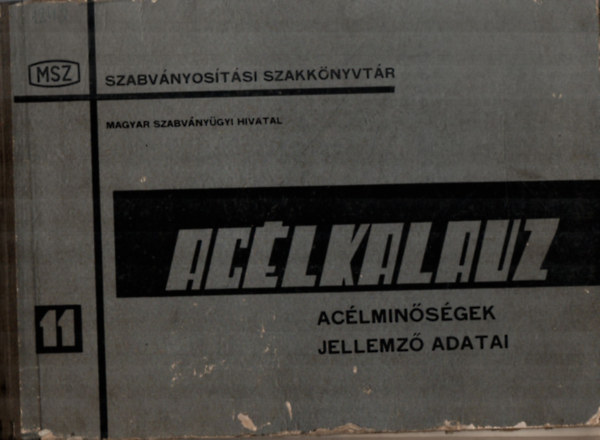 MSZ
SZABVÁNYOSÍTÁSI SZAKKÖNYVTÁR
MAGYAR SZABVÁNYÜGYI HIVATAL
ACÉLKALAUZ
11
ACÉLMINŐSÉGEK
JELLEMZŐ ADATAI